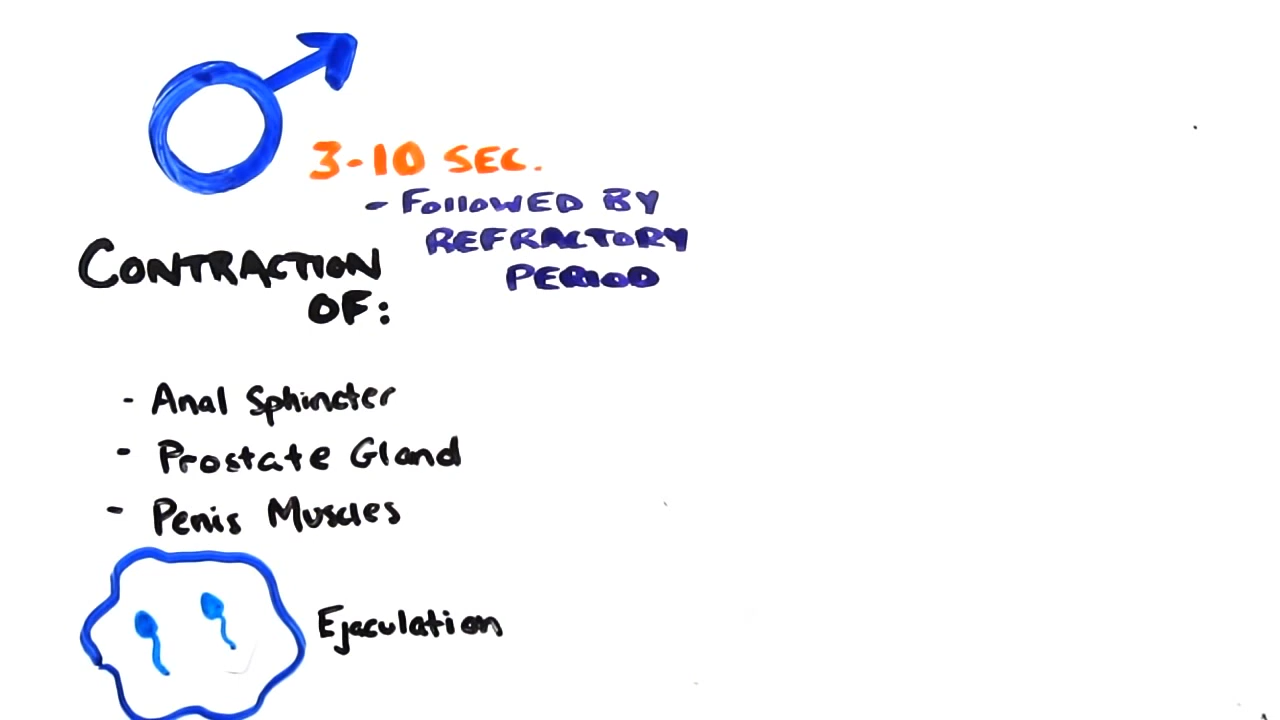 3-10 SEC.
- FOllOWED BY
REFRACTORY
PERIOD
CONTRACTION
OF:
- Anal Sphincter
- Prostate Gland
- Penis Muscles
Ejaculation